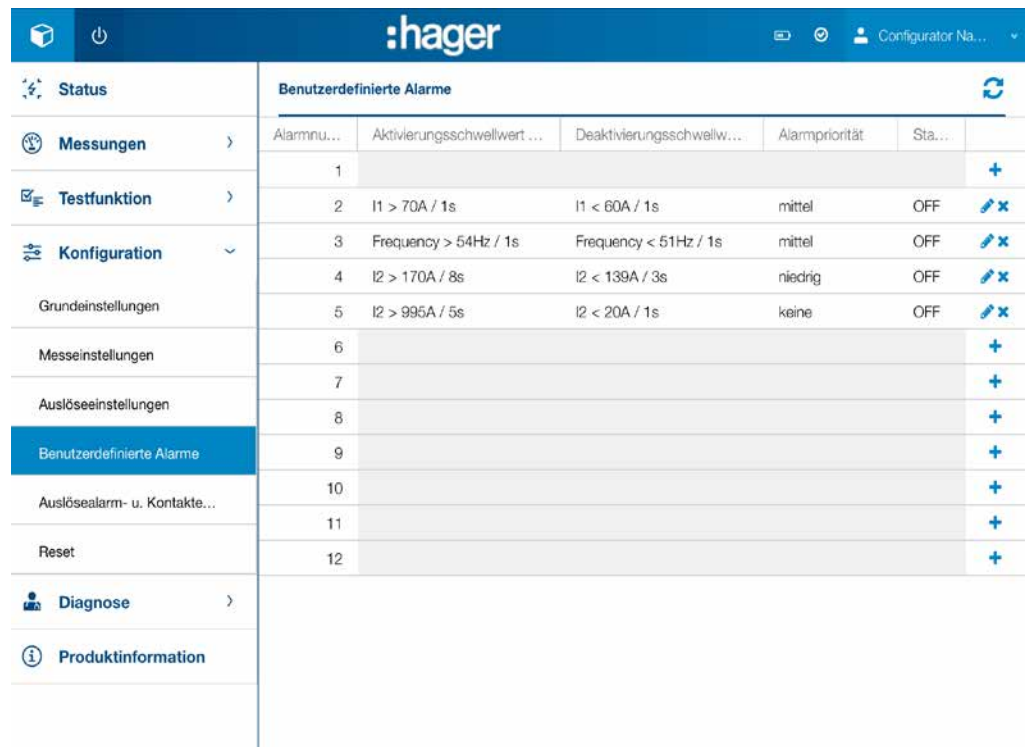 :hager
Configurator Na...
Status
Messungen
Testfunktion
Konfiguration
Grundeinstellungen
Messeinstellungen
Auslöseeinstellungen
Benutzerdefinierte Alarme
Auslösealarm- u. Kontakte...
Reset
Diagnose
Produktinformation
Benutzerdefinierte Alarme
Alarmnu... Aktivierungsschwellwert ... Deaktivierungsschwellw... Alarmpriorität Sta...
1
2 I1 > 70A / 1s I1 < 60A / 1s mittel OFF
3 Frequency > 54Hz / 1s Frequency < 51Hz / 1s mittel OFF
4 I2 > 170A / 8s I2 < 139A / 3s niedrig OFF
5 I2 > 995A / 5s I2 < 20A / 1s keine OFF
6
7
8
9
10
11
12